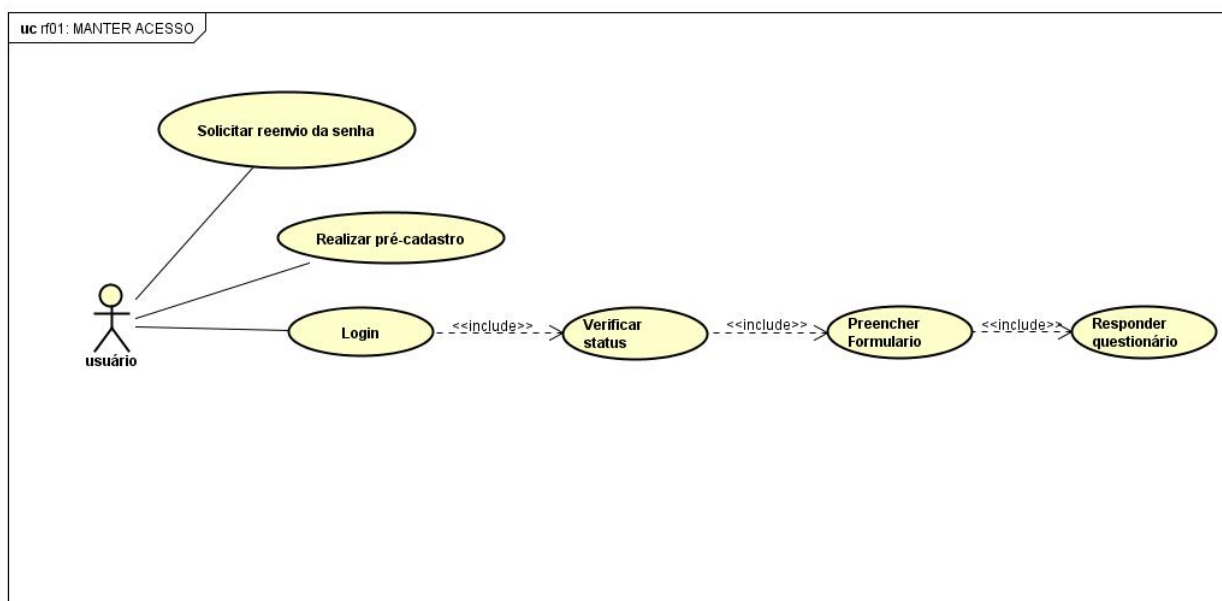 uc rf01: MANTER ACESSO
Solicitar reenvio da senha
Realizar pré-cadastro
usuário
Login
<<include>>
Verificar
status
<<include>>
Preencher
Formulario
<<include>>
Responder
questionário